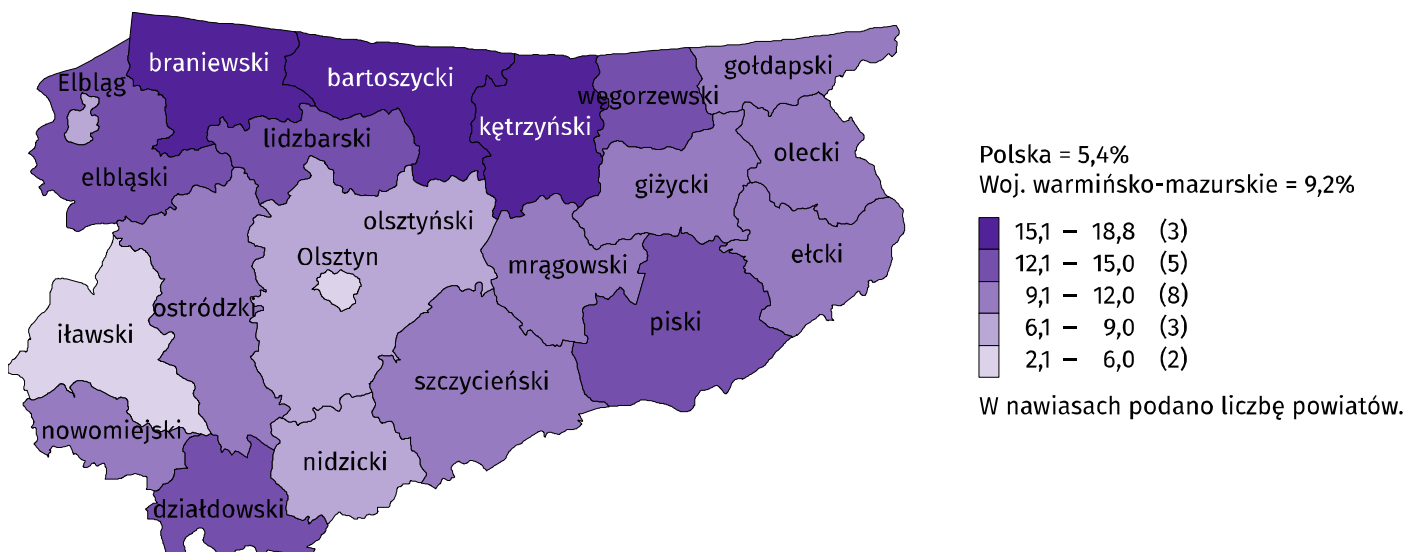 braniewski
bartoszycki
gołdapski
Elbląg
węgorzewski
kętrzyński
lidzbarski
olecki
elbląski
giżycki
olsztyński
Olsztyn
mrągowski
ełcki
ostródzki
iławski
piski
szczycieński
nowomiejski
nidzicki
działdowski
Polska = 5,4%
Woj. warmińsko-mazurskie = 9,2%
15,1 – 18,8 (3)
12,1 – 15,0 (5)
9,1 – 12,0 (8)
6,1 – 9,0 (3)
2,1 – 6,0 (2)
W nawiasach podano liczbę powiatów.